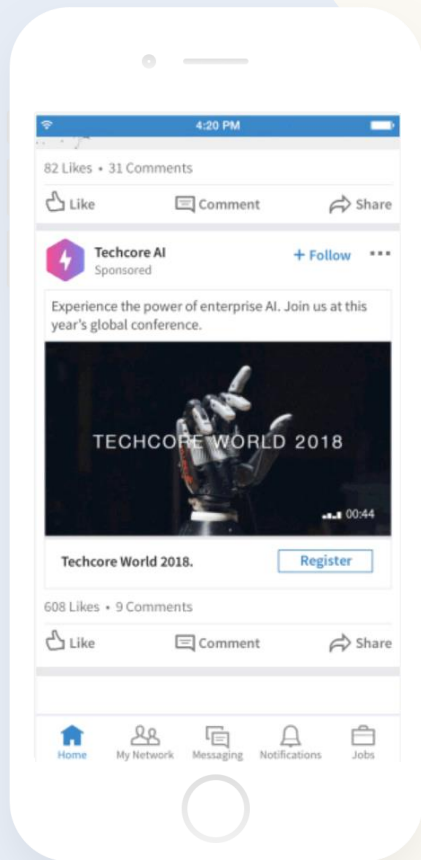 4:20 PM
82 Likes • 31 Comments
Like
Comment
Share
Techcore AI
+ Follow
Sponsored
Experience the power of enterprise AI. Join us at this
year's global conference.
TECHCORE WORLD 2018
00:44
Techcore World 2018.
Register
608 Likes • 9 Comments
Like
Comment
Share
Home
My Network
Messaging
Notifications
Jobs